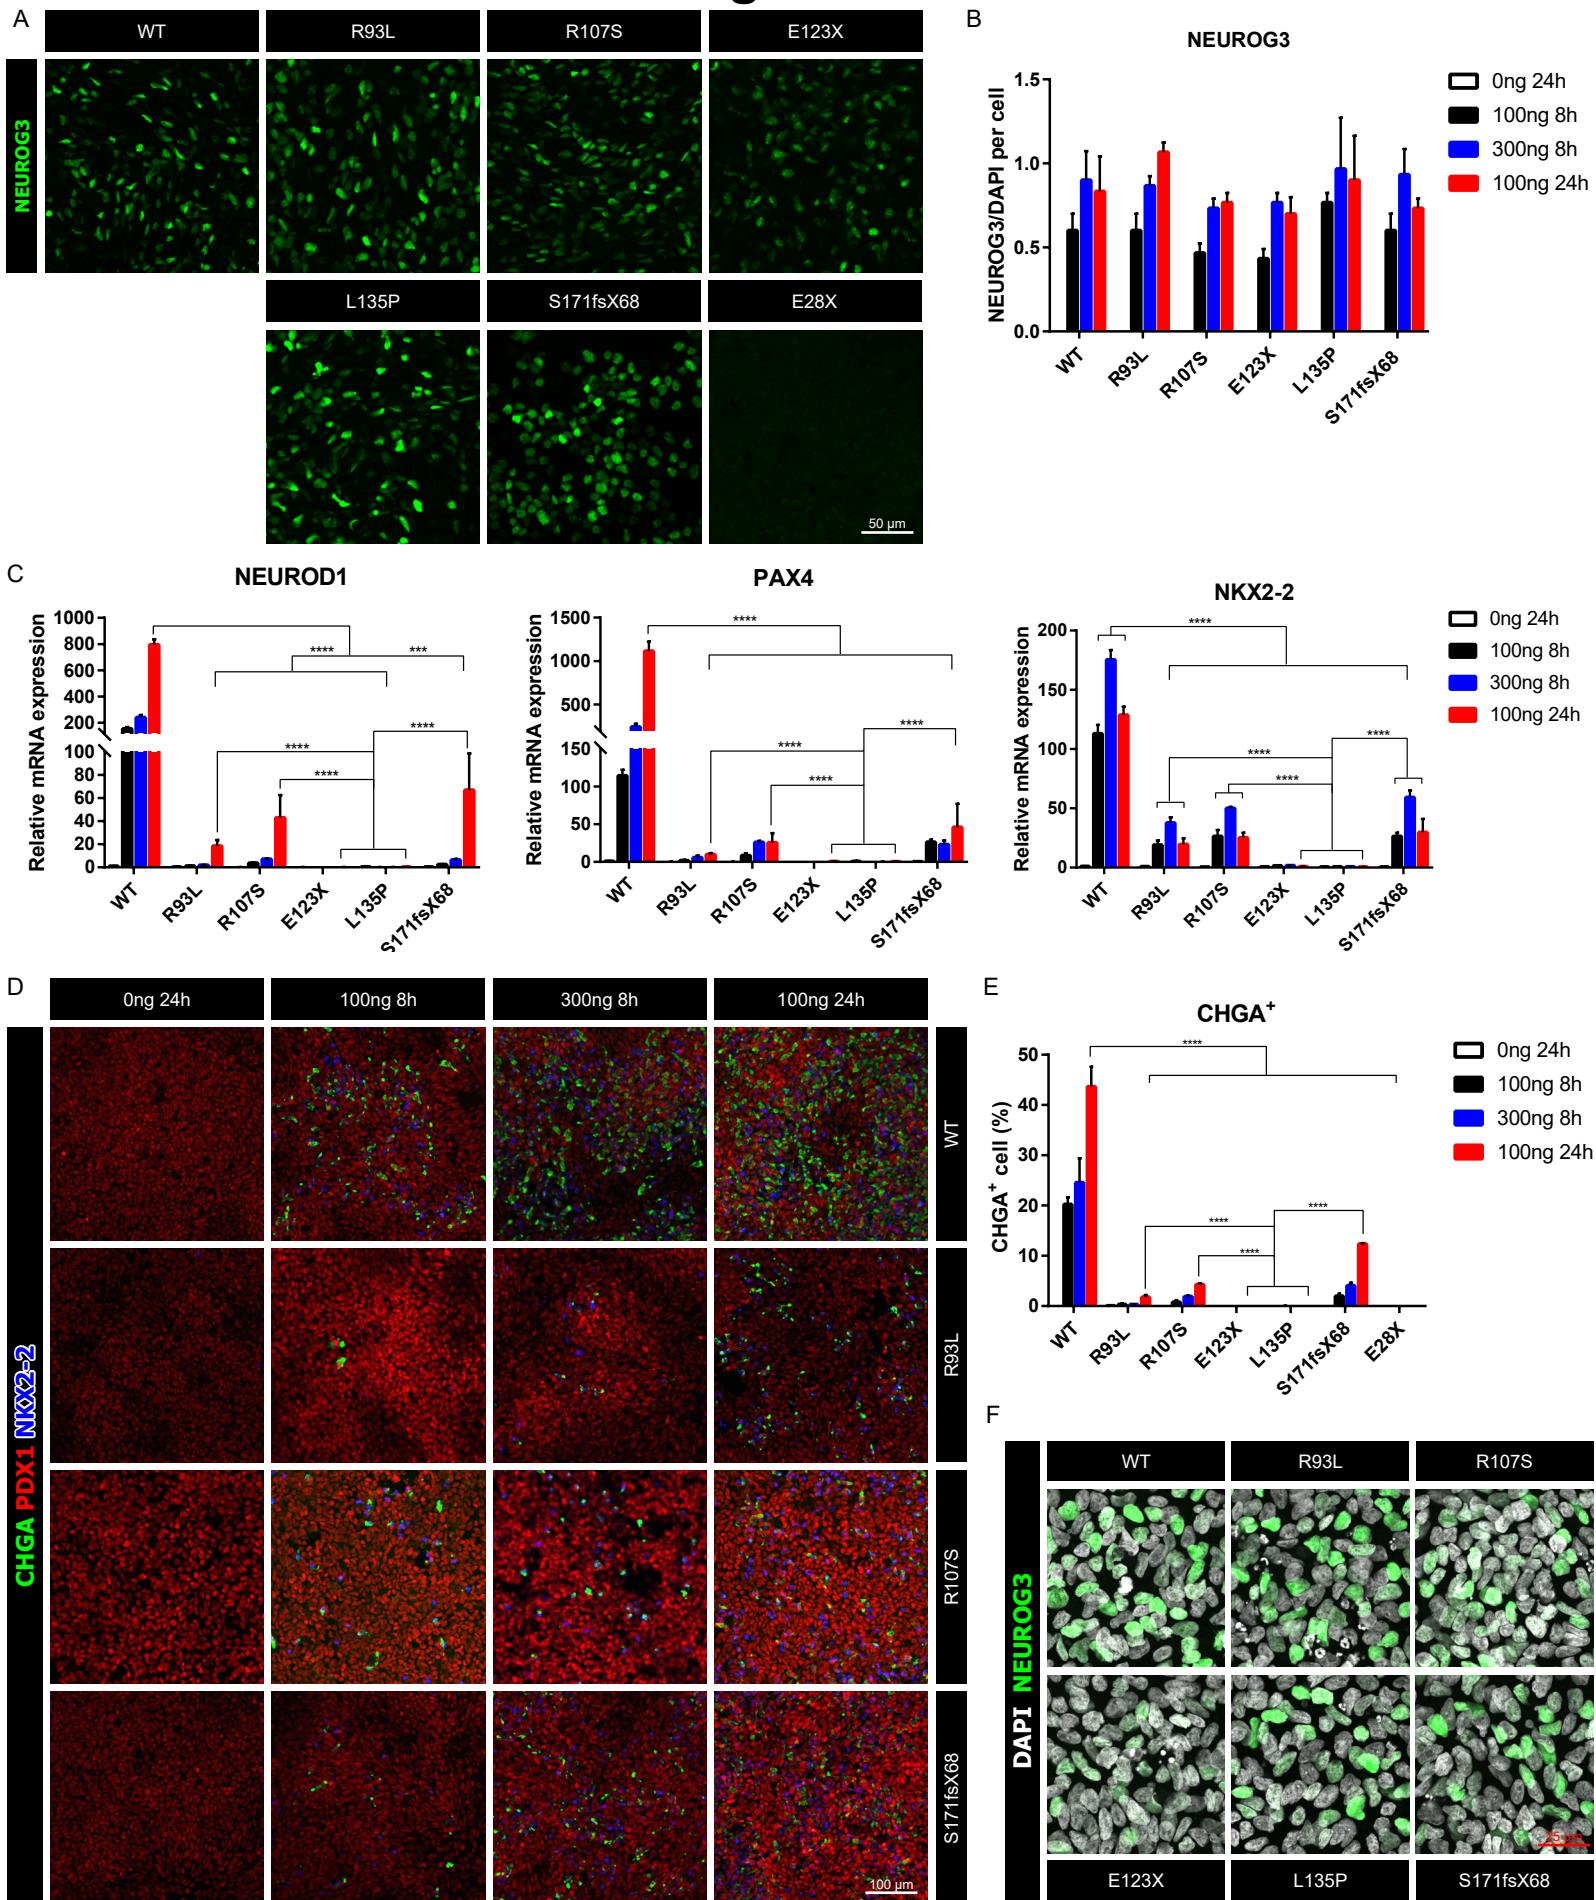 A
WT
R93L
R107S
E123X
NEUROG3
L135P
S171fsX68
E28X
50 µm
B
NEUROG3
NEUROG3/DAPI per cell
1.5
1.0
0.5
0.0
WT
R93L
R107S
E123X
L135P
S171fsX68
0ng 24h
100ng 8h
300ng 8h
100ng 24h
C
NEUROD1
Relative mRNA expression
1000
800
600
400
200
100
80
60
40
20
0
****
***
****
****
****
WT
R93L
R107S
E123X
L135P
S171fsX68
PAX4
Relative mRNA expression
1500
1000
500
150
100
50
0
****
****
****
****
WT
R93L
R107S
E123X
L135P
S171fsX68
NKX2-2
Relative mRNA expression
200
150
100
50
0
****
****
****
****
WT
R93L
R107S
E123X
L135P
S171fsX68
0ng 24h
100ng 8h
300ng 8h
100ng 24h
D
0ng 24h
100ng 8h
300ng 8h
100ng 24h
CHGA PDX1 NKX2-2
WT
R93L
R107S
S171fsX68
100 µm
E
CHGA+
CHGA+ cell (%)
50
40
30
20
10
0
****
****
****
****
WT
R93L
R107S
E123X
L135P
S171fsX68
E28X
0ng 24h
100ng 8h
300ng 8h
100ng 24h
F
WT
R93L
R107S
DAPI NEUROG3
E123X
L135P
S171fsX68